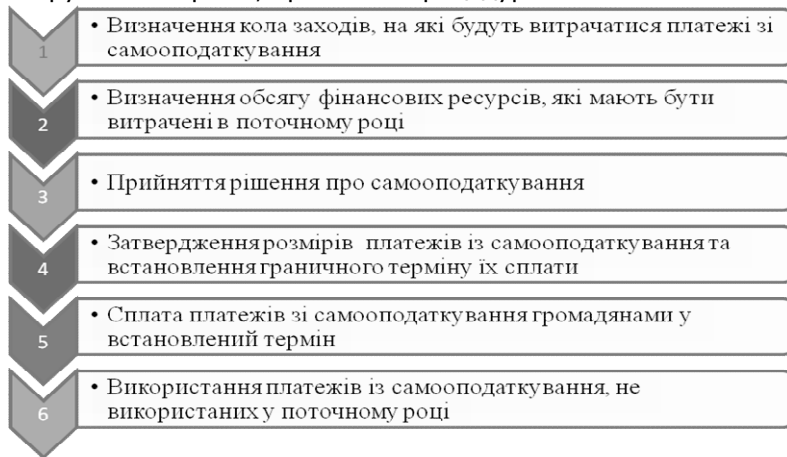 1
• Визначення кола заходів, на які будуть витрачатися платежі зі
самооподаткування
2
• Визначення обсягу фінансових ресурсів, які мають бути
витрачені в поточному році
3
• Прийняття рішення про самооподаткування
4
• Затвердження розмірів платежів із самооподаткування та
встановлення граничного терміну їх сплати
5
• Сплата платежів зі самооподаткування громадянами у
встановлений термін
6
• Використання платежів із самооподаткування, не
використаних у поточному році